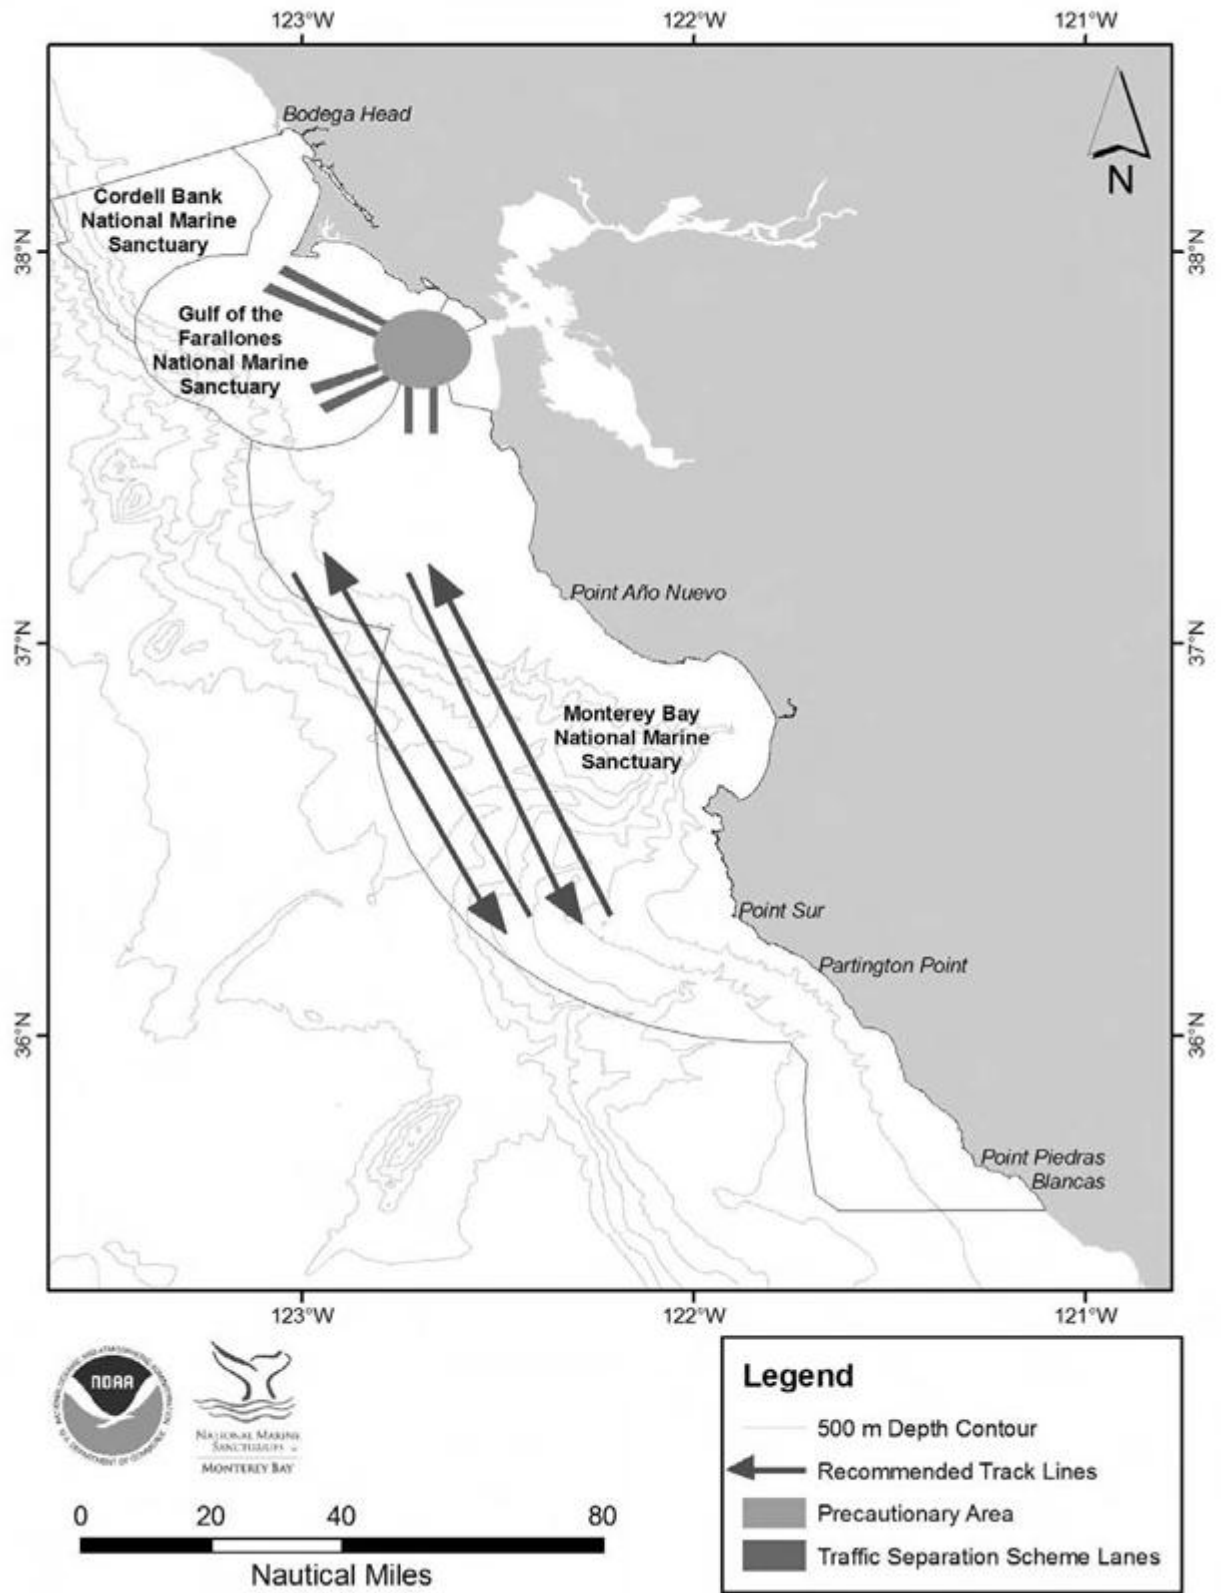 123°W
122°W
121°W
Bodega Head
N
Cordell Bank
National Marine
Sanctuary
38°N
38°N
Gulf of the
Farallones
National Marine
Sanctuary
Point Año Nuevo
37°N
37°N
Monterey Bay
National Marine
Sanctuary
Point Sur
Partington Point
36°N
36°N
Point Piedras
Blancas
123°W
122°W
121°W
NOAA
NATIONAL MARINE
SANCTUARIES
MONTEREY BAY
0
20
40
80
Nautical Miles
Legend
500 m Depth Contour
Recommended Track Lines
Precautionary Area
Traffic Separation Scheme Lanes